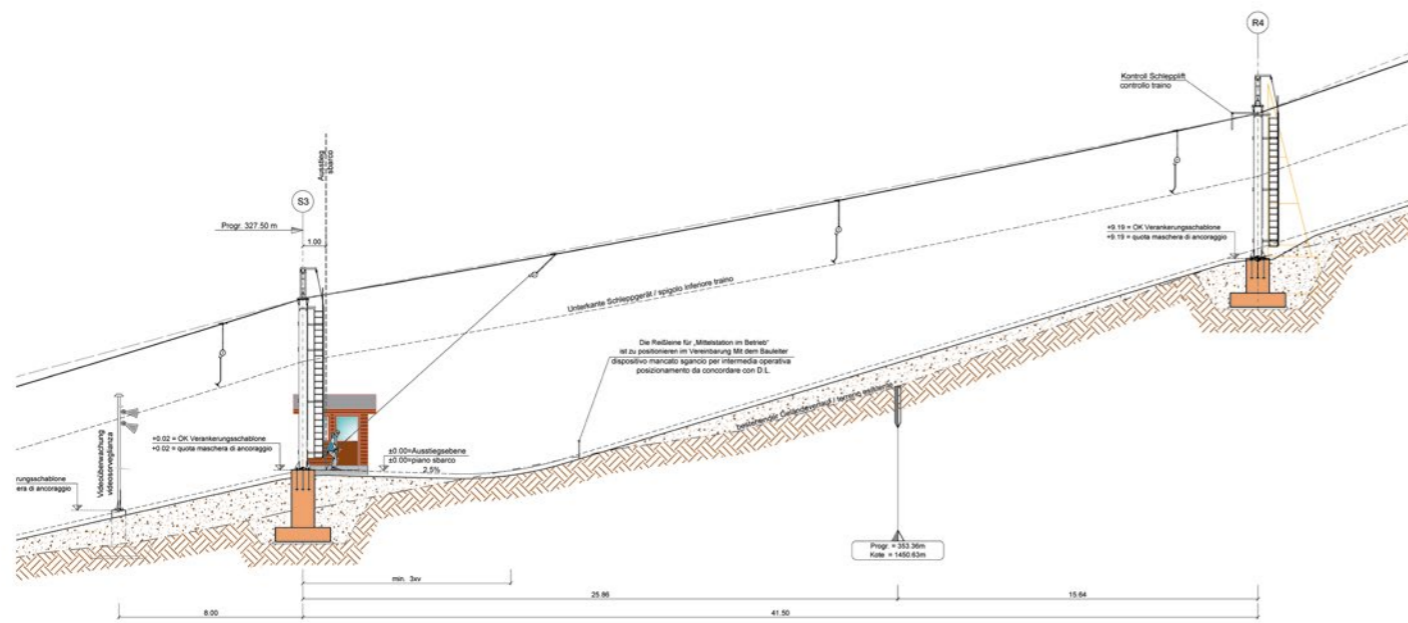 R4
Kontroll Schlepplift
controllo traino
Ausstieg
sbarco
S3
Progr. 327.50 m
1.00
+9.19 = OK Verankerungsschablone
+9.19 = quota maschera di ancoraggio
Unterkante Schleppgerät / spigolo inferiore traino
Die Reißleine für „Mittelstation im Betrieb“
ist zu positionieren im Vereinbarung Mit dem Bauleiter
dispositivo mancato sgancio per intermedia operativa
posizionamento da concordare con D.L.
bestehender Geländeverlauf / terreno esistente
+0.02 = OK Verankerungsschablone
+0.02 = quota maschera di ancoraggio
±0.00=Ausstiegsebene
±0.00=piano sbarco
2.5%
Videoüberwachung
videosorveglianza
rungsschablone
era di ancoraggio
Progr. = 353.36m
Kote = 1450.63m
min. 3xv
25.86
15.64
8.00
41.50